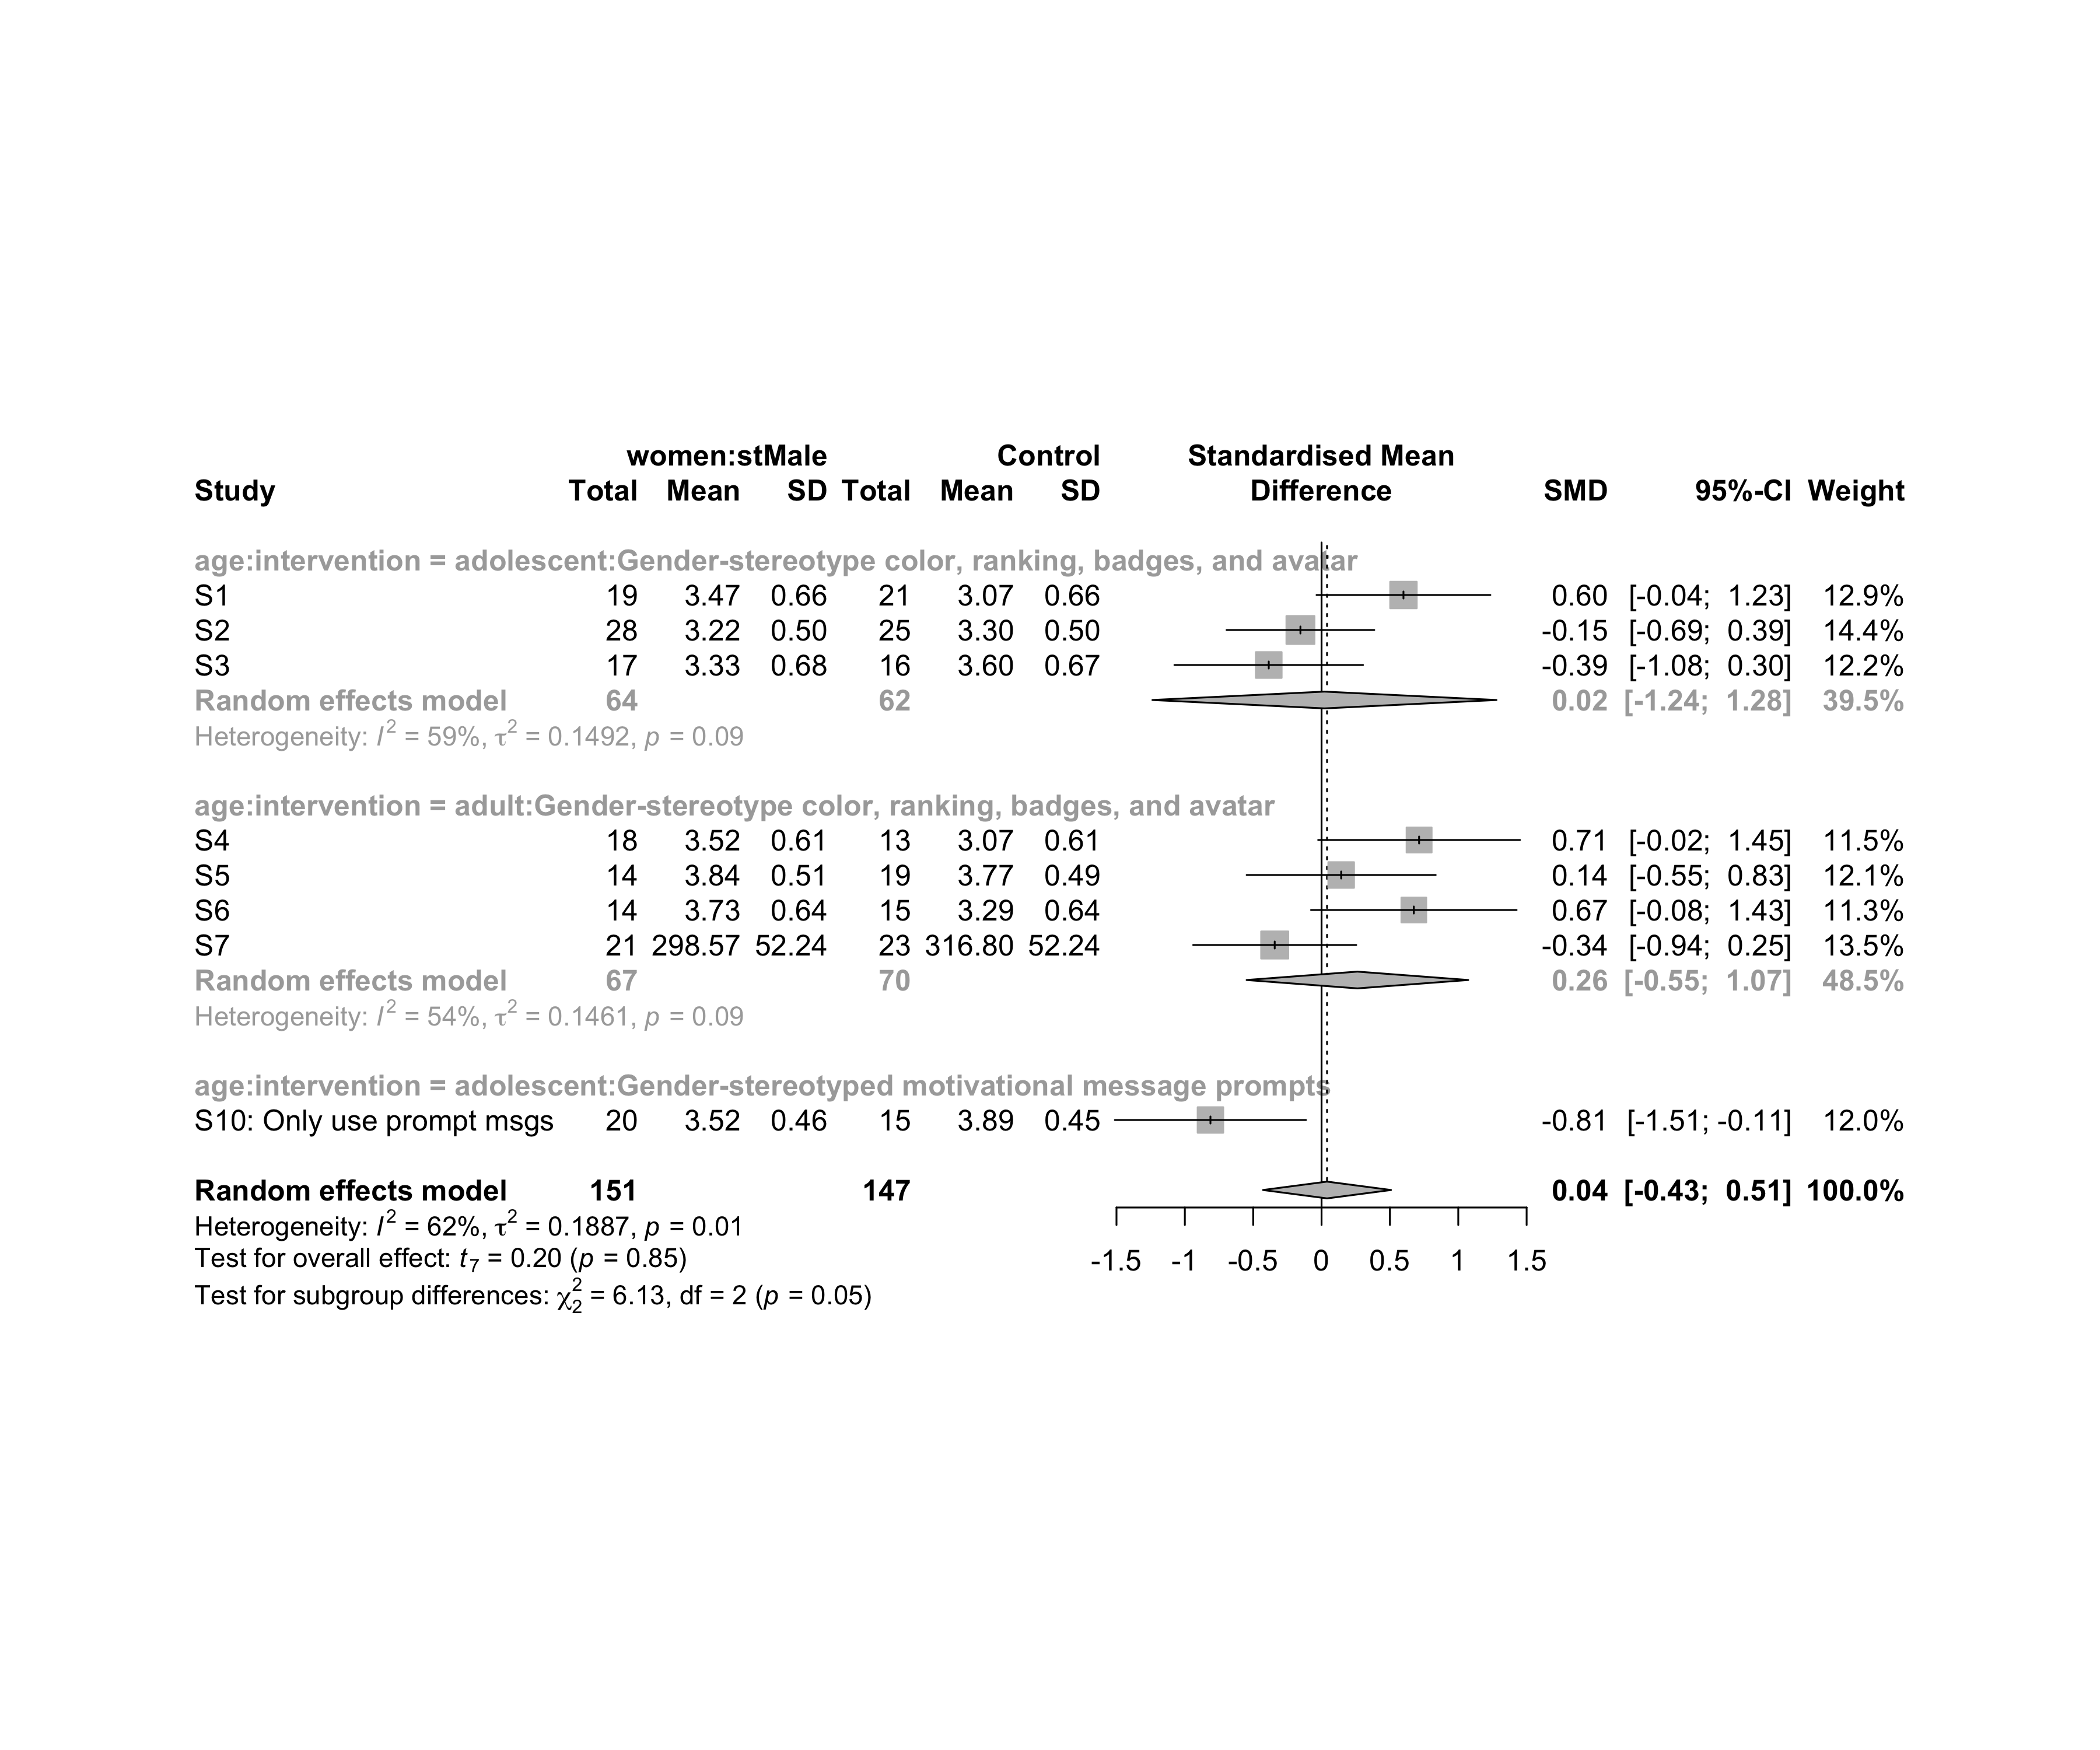 women:stMale Control Standardised Mean
Study Total Mean SD Total Mean SD Difference SMD 95%-CI Weight
age:intervention = adolescent:Gender-stereotype color, ranking, badges, and avatar
S1 19 3.47 0.66 21 3.07 0.66 0.60 [-0.04; 1.23] 12.9%
S2 28 3.22 0.50 25 3.30 0.50 -0.15 [-0.69; 0.39] 14.4%
S3 17 3.33 0.68 16 3.60 0.67 -0.39 [-1.08; 0.30] 12.2%
Random effects model 64 62 0.02 [-1.24; 1.28] 39.5%
Heterogeneity: I² = 59%, τ² = 0.1492, p = 0.09
age:intervention = adult:Gender-stereotype color, ranking, badges, and avatar
S4 18 3.52 0.61 13 3.07 0.61 0.71 [-0.02; 1.45] 11.5%
S5 14 3.84 0.51 19 3.77 0.49 0.14 [-0.55; 0.83] 12.1%
S6 14 3.73 0.64 15 3.29 0.64 0.67 [-0.08; 1.43] 11.3%
S7 21 298.57 52.24 23 316.80 52.24 -0.34 [-0.94; 0.25] 13.5%
Random effects model 67 70 0.26 [-0.55; 1.07] 48.5%
Heterogeneity: I² = 54%, τ² = 0.1461, p = 0.09
age:intervention = adolescent:Gender-stereotyped motivational message prompts
S10: Only use prompt msgs 20 3.52 0.46 15 3.89 0.45 -0.81 [-1.51; -0.11] 12.0%
Random effects model 151 147 0.04 [-0.43; 0.51] 100.0%
Heterogeneity: I² = 62%, τ² = 0.1887, p = 0.01
Test for overall effect: t₇ = 0.20 (p = 0.85)
-1.5 -1 -0.5 0 0.5 1 1.5
Test for subgroup differences: χ²₂ = 6.13, df = 2 (p = 0.05)